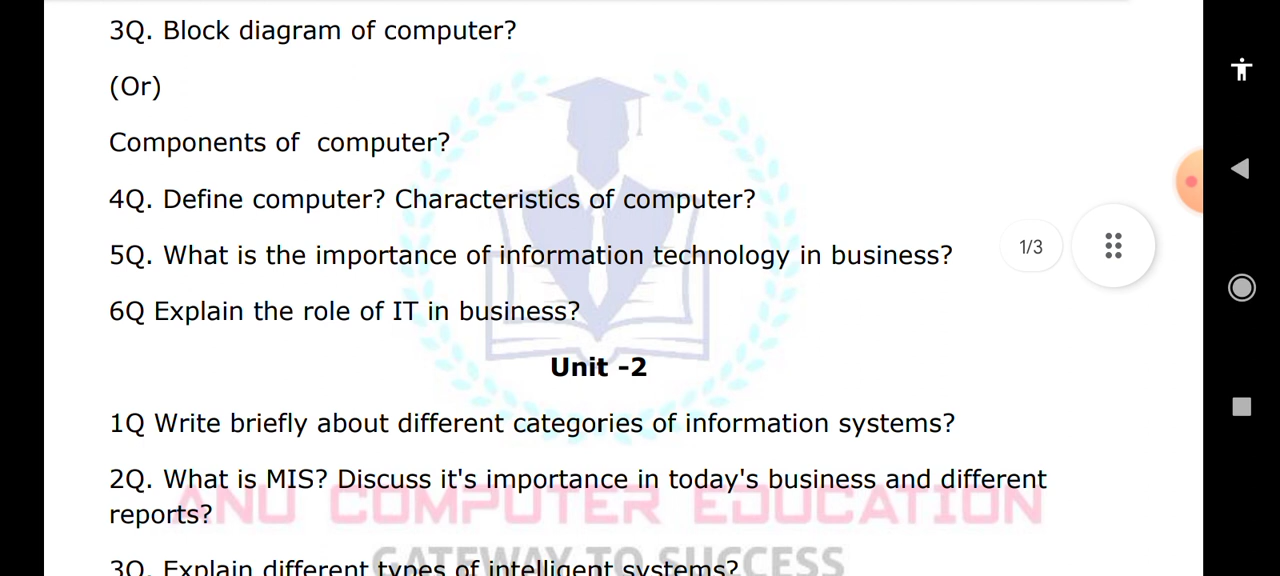 3Q. Block diagram of computer?
(Or)
Components of  computer?
4Q. Define computer? Characteristics of computer?
5Q. What is the importance of information technology in business?
1/3
6Q Explain the role of IT in business?
Unit -2
1Q Write briefly about different categories of information systems?
2Q. What is MIS? Discuss it's importance in today's business and different
reports?
ANU COMPUTER EDUCATION
GATEWAY TO SUCCESS
3Q. Explain different types of intelligent systems?